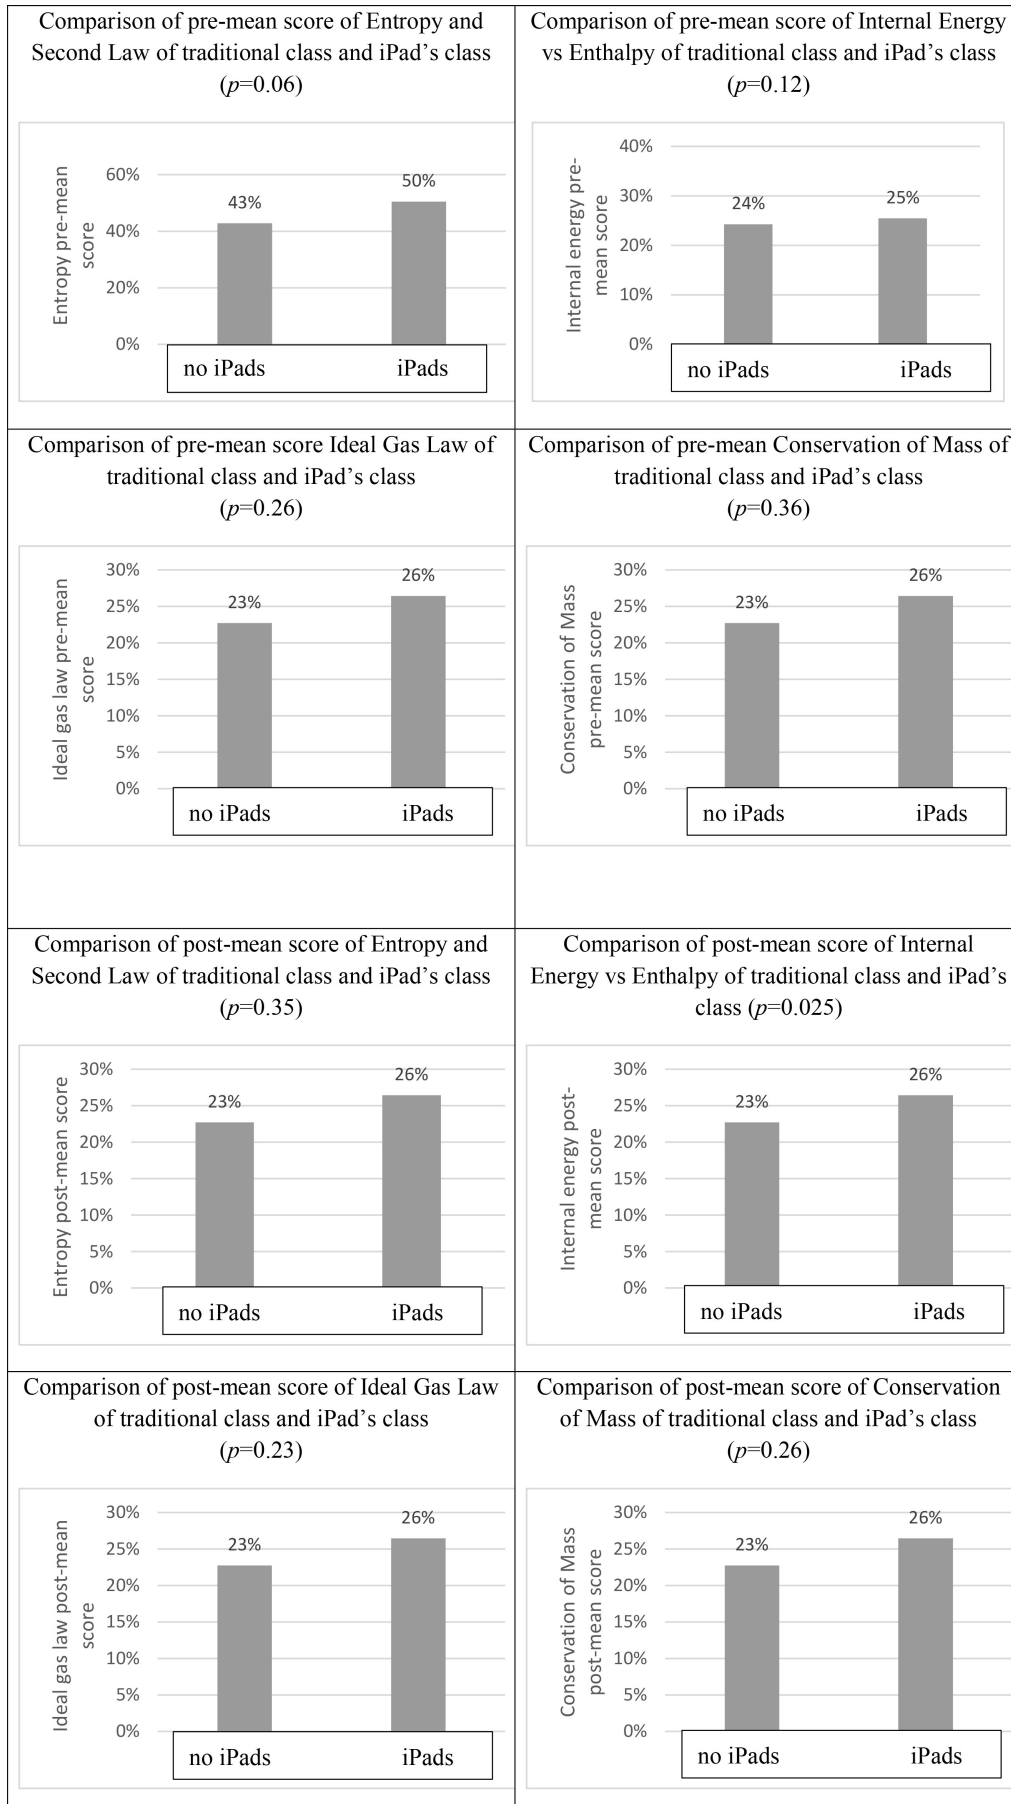 Comparison of pre-mean score of Entropy and
Second Law of traditional class and iPad's class
(p=0.06)
Entropy pre-mean
score
60%
40%
20%
0%
43%
50%
no iPads
iPads
Comparison of pre-mean score of Internal Energy
vs Enthalpy of traditional class and iPad's class
(p=0.12)
Internal energy pre-
mean score
40%
30%
20%
10%
0%
24%
25%
no iPads
iPads
Comparison of pre-mean score Ideal Gas Law of
traditional class and iPad's class
(p=0.26)
Ideal gas law pre-mean
score
30%
25%
20%
15%
10%
5%
0%
23%
26%
no iPads
iPads
Comparison of pre-mean Conservation of Mass of
traditional class and iPad's class
(p=0.36)
Conservation of Mass
pre-mean score
30%
25%
20%
15%
10%
5%
0%
23%
26%
no iPads
iPads
Comparison of post-mean score of Entropy and
Second Law of traditional class and iPad's class
(p=0.35)
Entropy post-mean score
30%
25%
20%
15%
10%
5%
0%
23%
26%
no iPads
iPads
Comparison of post-mean score of Internal
Energy vs Enthalpy of traditional class and iPad's
class (p=0.025)
Internal energy post-
mean score
30%
25%
20%
15%
10%
5%
0%
23%
26%
no iPads
iPads
Comparison of post-mean score of Ideal Gas Law
of traditional class and iPad's class
(p=0.23)
Ideal gas law post-mean
score
30%
25%
20%
15%
10%
5%
0%
23%
26%
no iPads
iPads
Comparison of post-mean score of Conservation
of Mass of traditional class and iPad's class
(p=0.26)
Conservation of Mass
post-mean score
30%
25%
20%
15%
10%
5%
0%
23%
26%
no iPads
iPads